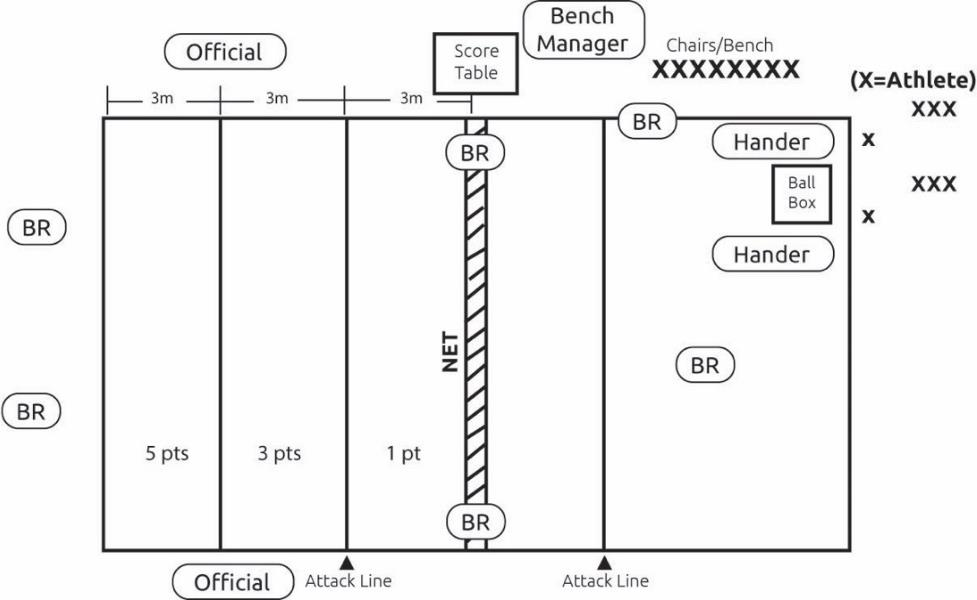 Bench
Manager
Official
Score
Table
Chairs/Bench
XXXXXXXX
(X=Athlete)
XXX
3m
3m
3m
BR
Hander
x
BR
Ball
Box
XXX
x
BR
Hander
NET
BR
BR
5 pts
3 pts
1 pt
BR
Official
Attack Line
Attack Line